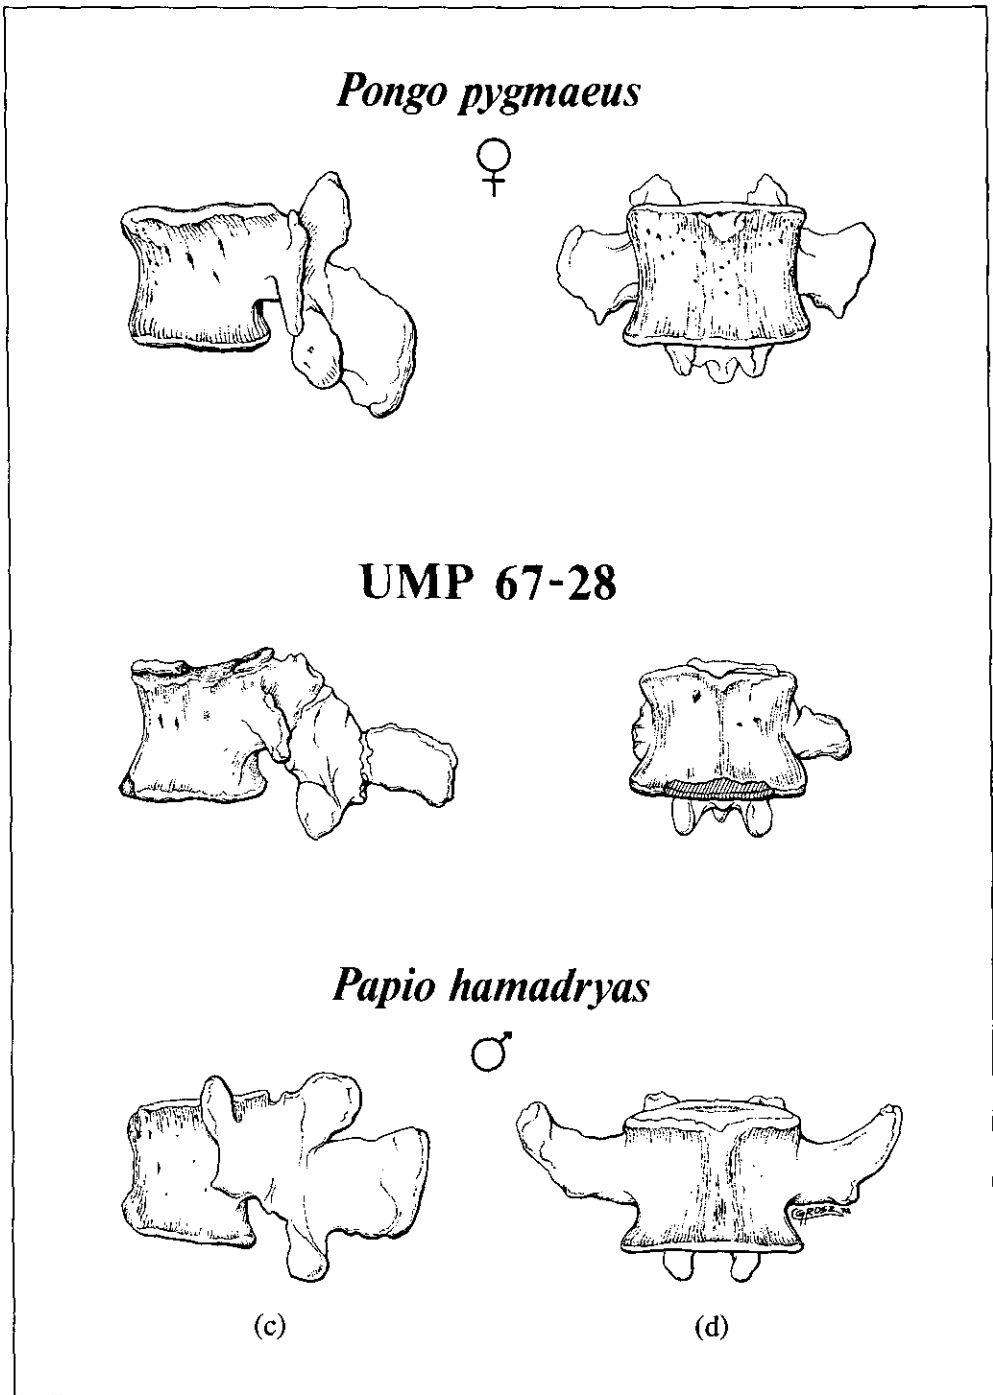 Pongo pygmaeus
♀
UMP 67-28
Papio hamadryas
♂
(c) (d)